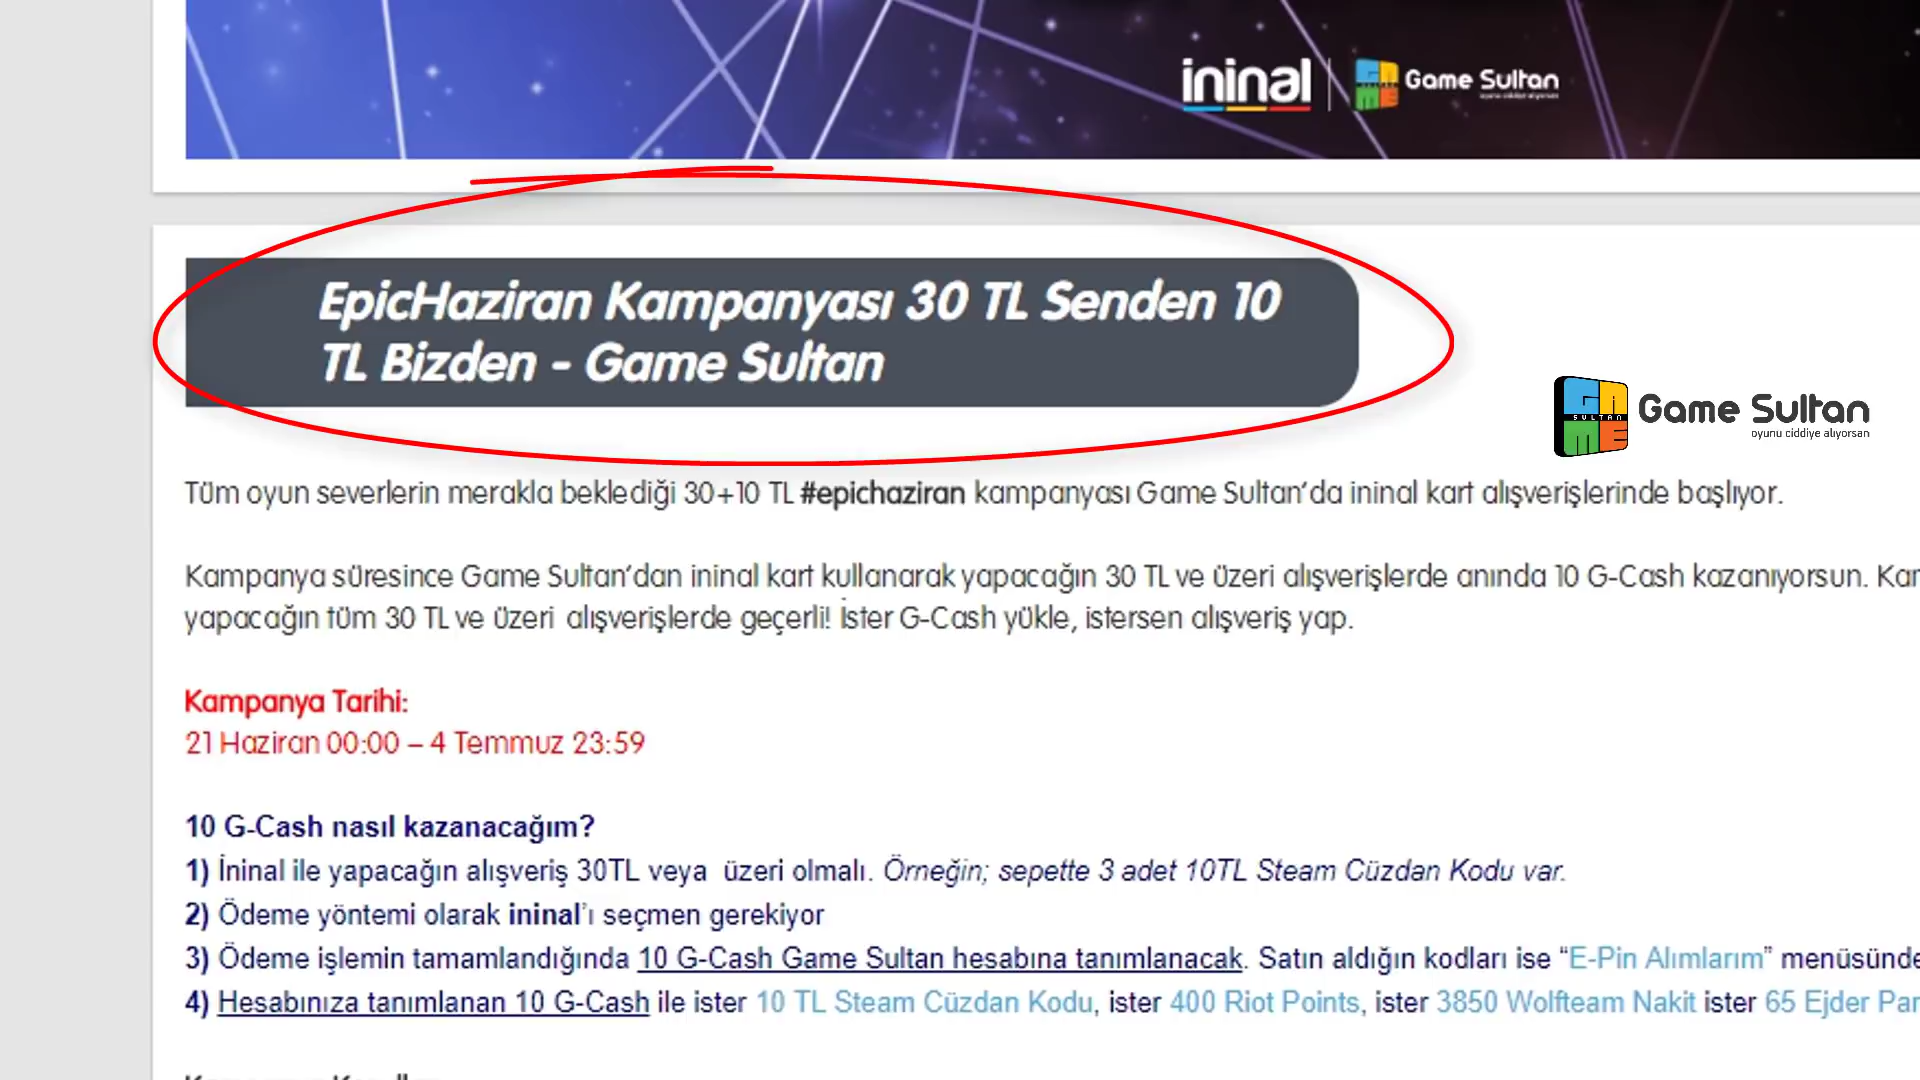 ininal
Game Sultan
EpicHaziran Kampanyası 30 TL Senden 10
TL Bizden - Game Sultan
SULTAN
Game Sultan
oyunu ciddiye alıyorsan
Tüm oyun severlerin merakla beklediği 30+10 TL #epichaziran kampanyası Game Sultan’da ininal kart alışverişlerinde başlıyor.
Kampanya süresince Game Sultan’dan ininal kart kullanarak yapacağın 30 TL ve üzeri alışverişlerde anında 10 G-Cash kazanıyorsun.
yapacağın tüm 30 TL ve üzeri alışverişlerde geçerli! İster G-Cash yükle, istersen alışveriş yap.
Kampanya Tarihi:
21 Haziran 00:00 – 4 Temmuz 23:59
10 G-Cash nasıl kazanacağım?
1) İninal ile yapacağın alışveriş 30TL veya üzeri olmalı. Örneğin; sepette 3 adet 10TL Steam Cüzdan Kodu var.
2) Ödeme yöntemi olarak ininal’ı seçmen gerekiyor
3) Ödeme işlemin tamamlandığında 10 G-Cash Game Sultan hesabına tanımlanacak. Satın aldığın kodları ise “E-Pin Alımlarım” menüsünde
4) Hesabınıza tanımlanan 10 G-Cash ile ister 10 TL Steam Cüzdan Kodu, ister 400 Riot Points, ister 3850 Wolfteam Nakit ister 65 Ejder